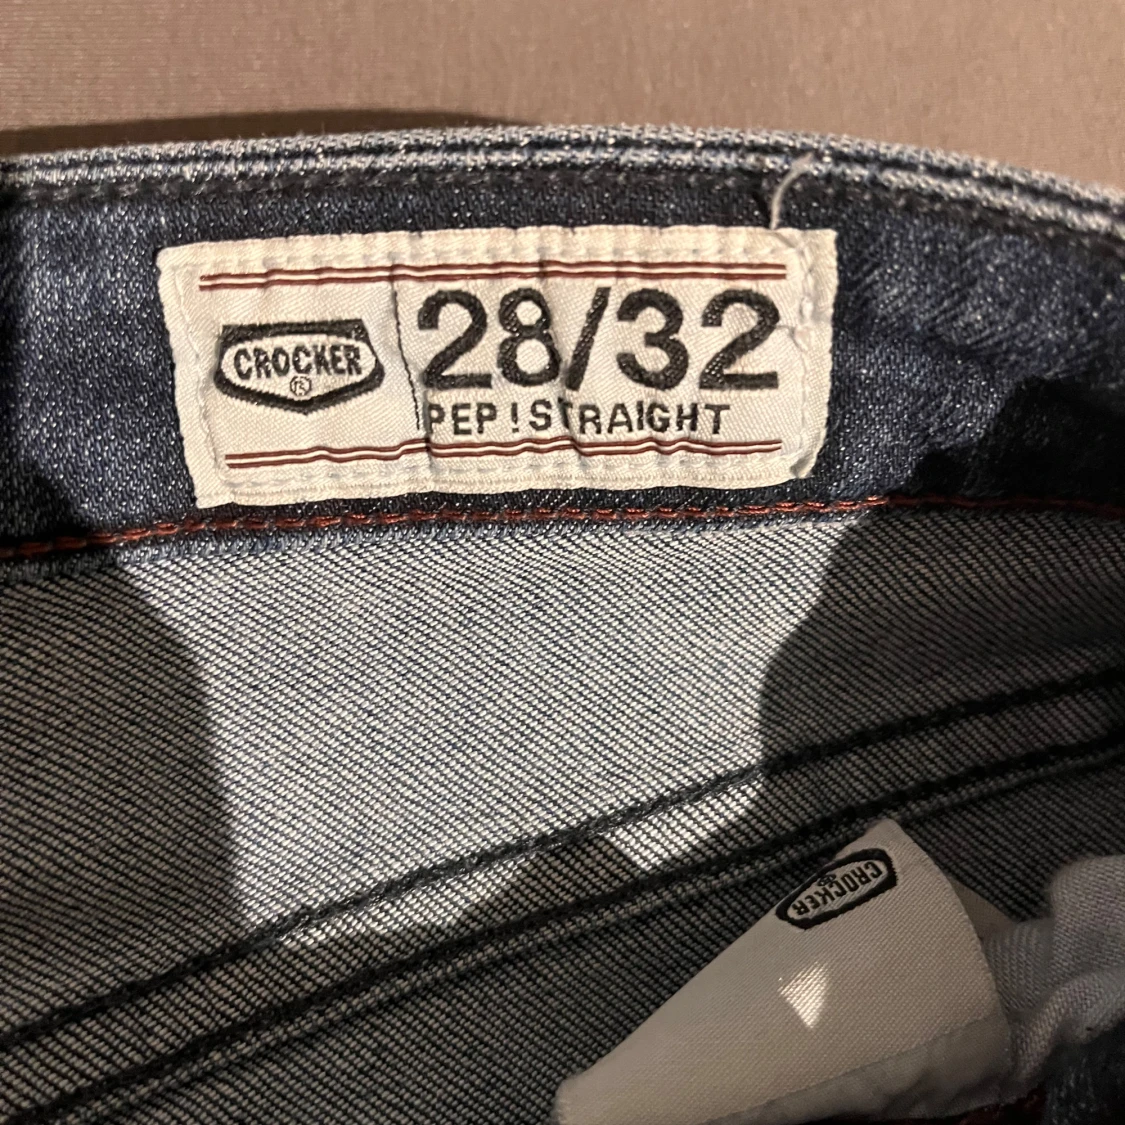 CROCKER
®
28/32
PEP!STRAIGHT
CROCKER